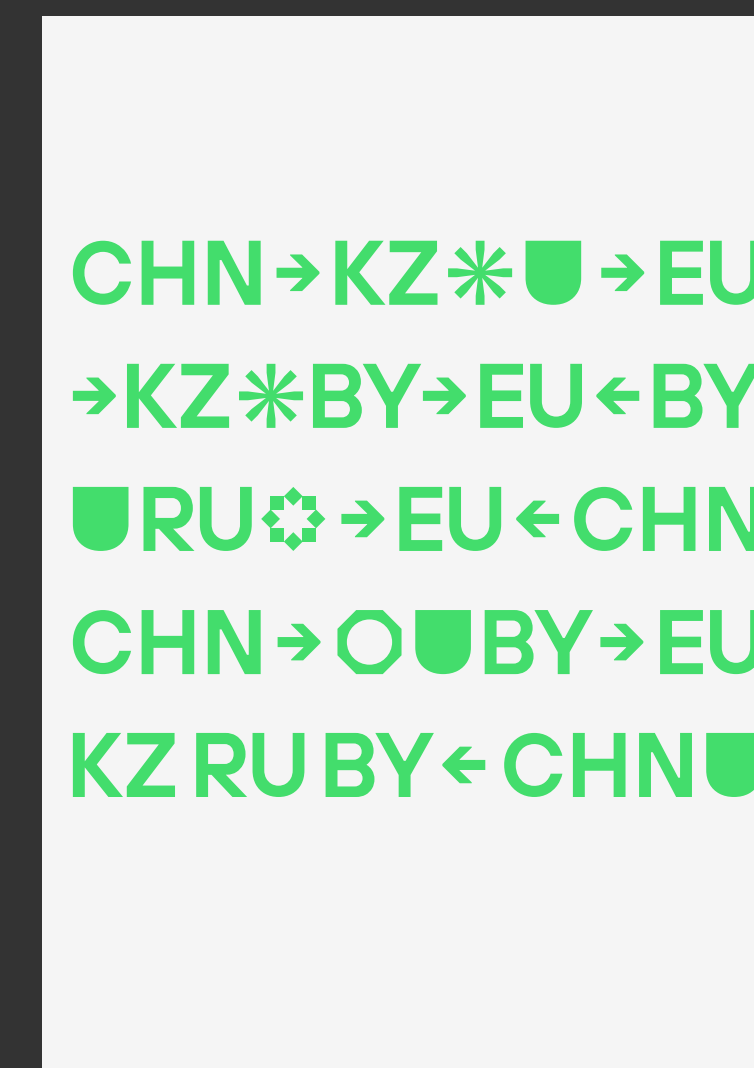 CHN→KZ → EU
→KZ BY→EU←BY
RU →EU←CHN
CHN→ BY→EU
KZ RU BY←CHN